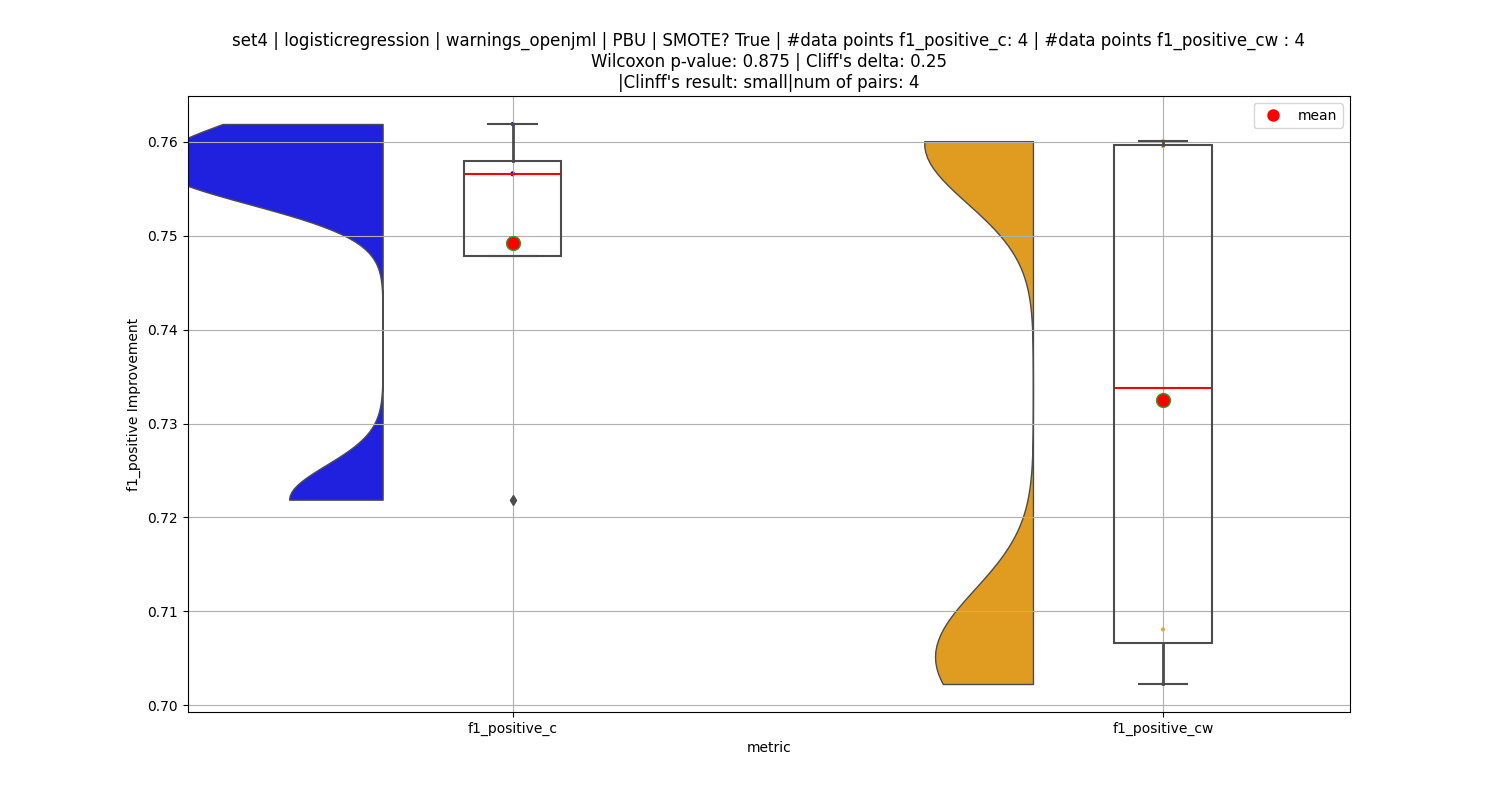 set4 | logisticregression | warnings_openjml | PBU | SMOTE? True | #data points f1_positive_c: 4 | #data points f1_positive_cw : 4
Wilcoxon p-value: 0.875 | Cliff's delta: 0.25
|Clinff's result: small|num of pairs: 4
mean
0.76
0.75
0.74
0.73
0.72
0.71
0.70
f1_positive Improvement
f1_positive_c
f1_positive_cw
metric